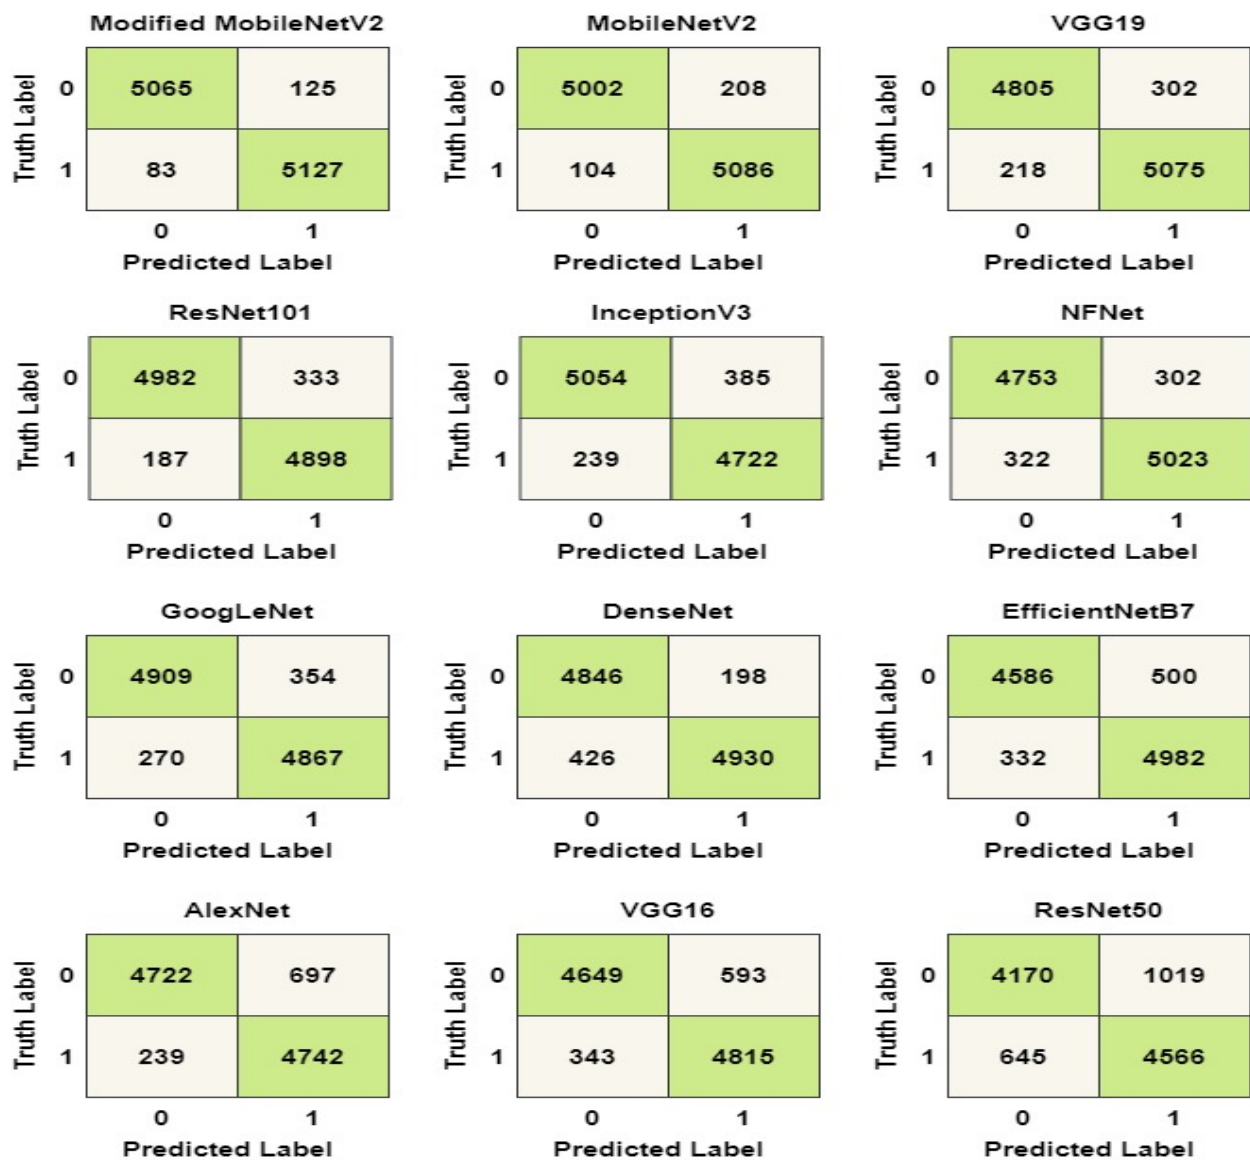 Modified MobileNetV2
Truth Label
0
5065 125
1
83 5127
0 1
Predicted Label
MobileNetV2
Truth Label
0
5002 208
1
104 5086
0 1
Predicted Label
VGG19
Truth Label
0
4805 302
1
218 5075
0 1
Predicted Label
ResNet101
Truth Label
0
4982 333
1
187 4898
0 1
Predicted Label
InceptionV3
Truth Label
0
5054 385
1
239 4722
0 1
Predicted Label
NFNet
Truth Label
0
4753 302
1
322 5023
0 1
Predicted Label
GoogLeNet
Truth Label
0
4909 354
1
270 4867
0 1
Predicted Label
DenseNet
Truth Label
0
4846 198
1
426 4930
0 1
Predicted Label
EfficientNetB7
Truth Label
0
4586 500
1
332 4982
0 1
Predicted Label
AlexNet
Truth Label
0
4722 697
1
239 4742
0 1
Predicted Label
VGG16
Truth Label
0
4649 593
1
343 4815
0 1
Predicted Label
ResNet50
Truth Label
0
4170 1019
1
645 4566
0 1
Predicted Label